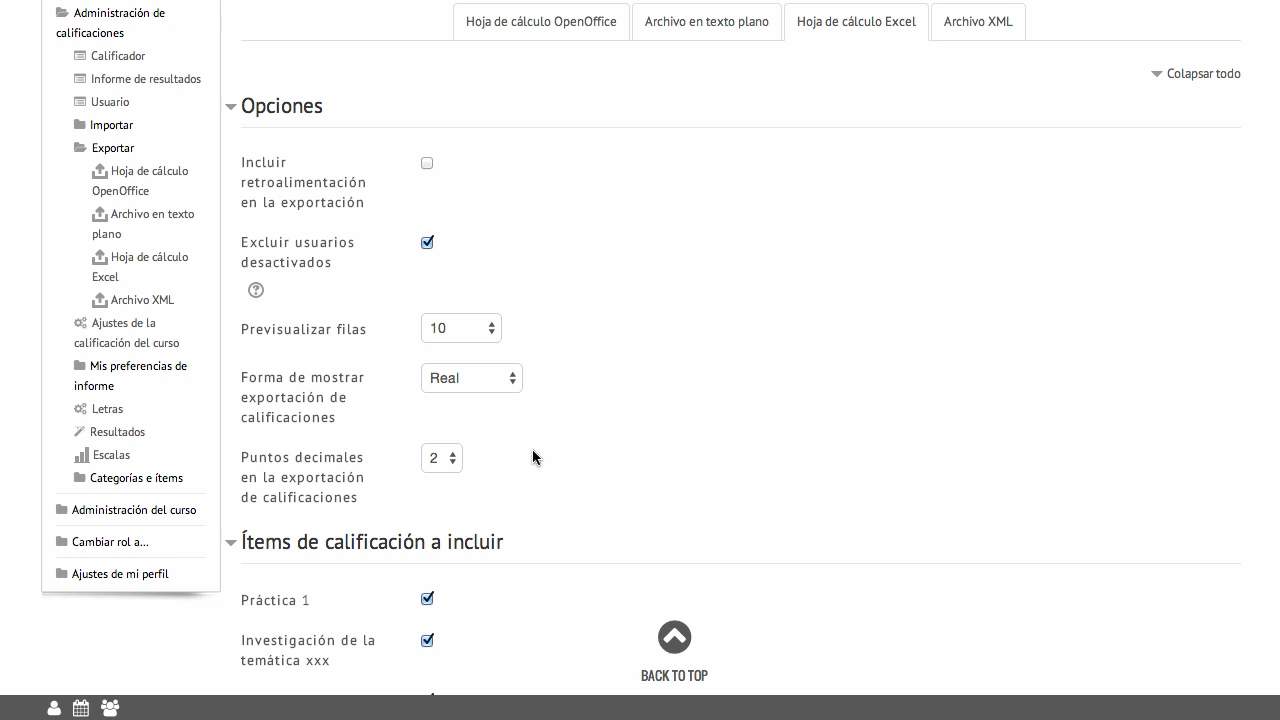 Administración de
calificaciones
Calificador
Informe de resultados
Usuario
Importar
Exportar
Hoja de cálculo
OpenOffice
Archivo en texto
plano
Hoja de cálculo
Excel
Archivo XML
Ajustes de la
calificación del curso
Mis preferencias de
informe
Letras
Resultados
Escalas
Categorías e ítems
Administración del curso
Cambiar rol a...
Ajustes de mi perfil
Hoja de cálculo OpenOffice
Archivo en texto plano
Hoja de cálculo Excel
Archivo XML
Colapsar todo
Opciones
Incluir
retroalimentación
en la exportación
Excluir usuarios
desactivados
Previsualizar filas
10
Forma de mostrar
exportación de
calificaciones
Real
Puntos decimales
en la exportación
de calificaciones
2
Ítems de calificación a incluir
Práctica 1
Investigación de la
temática xxx
BACK TO TOP